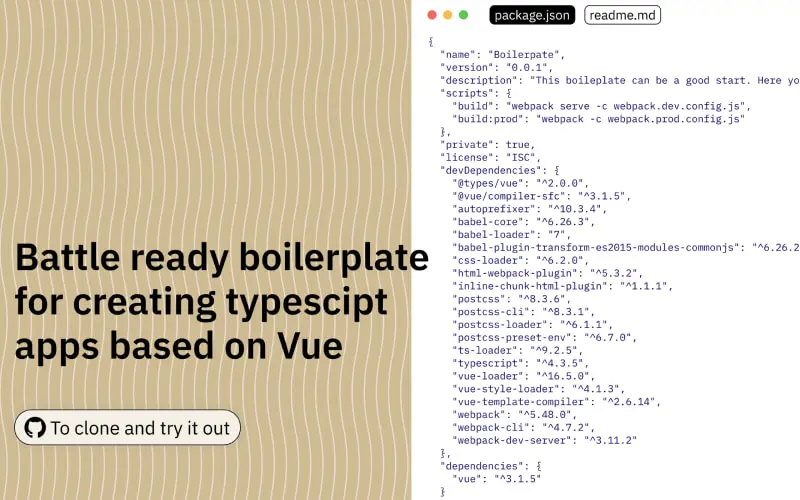 Battle ready boilerplate
for creating typescipt
apps based on Vue
To clone and try it out
package.json
readme.md
{
"name": "Boilerpate",
"version": "0.0.1",
"description": "This boileplate can be a good start. Here yo
"scripts": {
"build": "webpack serve -c webpack.dev.config.js",
"build:prod": "webpack -c webpack.prod.config.js"
},
"private": true,
"license": "ISC",
"devDependencies": {
"@types/vue": "^2.0.0",
"@vue/compiler-sfc": "^3.1.5",
"autoprefixer": "^10.3.4",
"babel-core": "^6.26.3",
"babel-loader": "7",
"babel-plugin-transform-es2015-modules-commonjs": "^6.26.2
"css-loader": "^6.2.0",
"html-webpack-plugin": "^5.3.2",
"inline-chunk-html-plugin": "^1.1.1",
"postcss": "^8.3.6",
"postcss-cli": "^8.3.1",
"postcss-loader": "^6.1.1",
"postcss-preset-env": "^6.7.0",
"ts-loader": "^9.2.5",
"typescript": "^4.3.5",
"vue-loader": "^16.5.0",
"vue-style-loader": "^4.1.3",
"vue-template-compiler": "^2.6.14",
"webpack": "^5.48.0",
"webpack-cli": "^4.7.2",
"webpack-dev-server": "^3.11.2"
},
"dependencies": {
"vue": "^3.1.5"
}